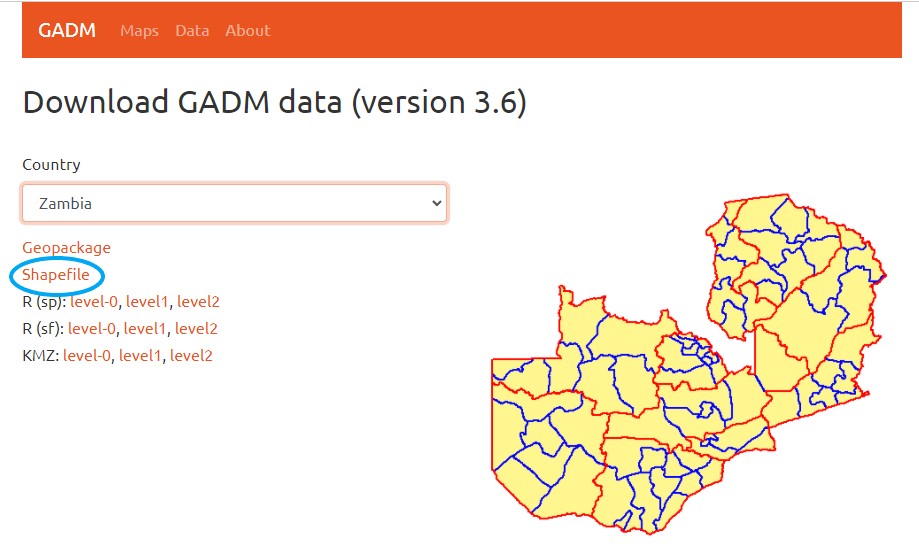 GADM Maps Data About
Download GADM data (version 3.6)
Country
Zambia
Geopackage
Shapefile
R (sp): level-0, level1, level2
R (sf): level-0, level1, level2
KMZ: level-0, level1, level2